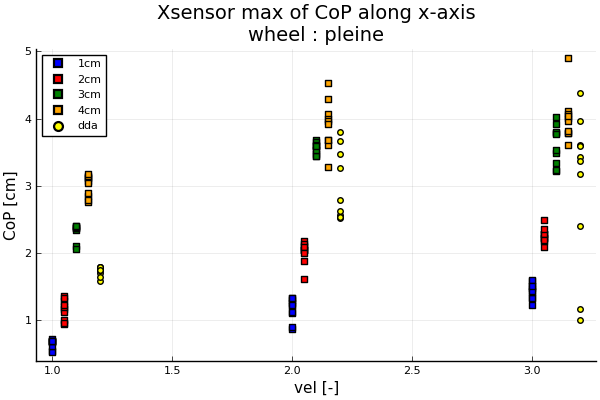 Xsensor max of CoP along x-axis
wheel : pleine
CoP [cm]
5
4
3
2
1
1cm
2cm
3cm
4cm
dda
1.0 1.5 2.0 2.5 3.0
vel [-]